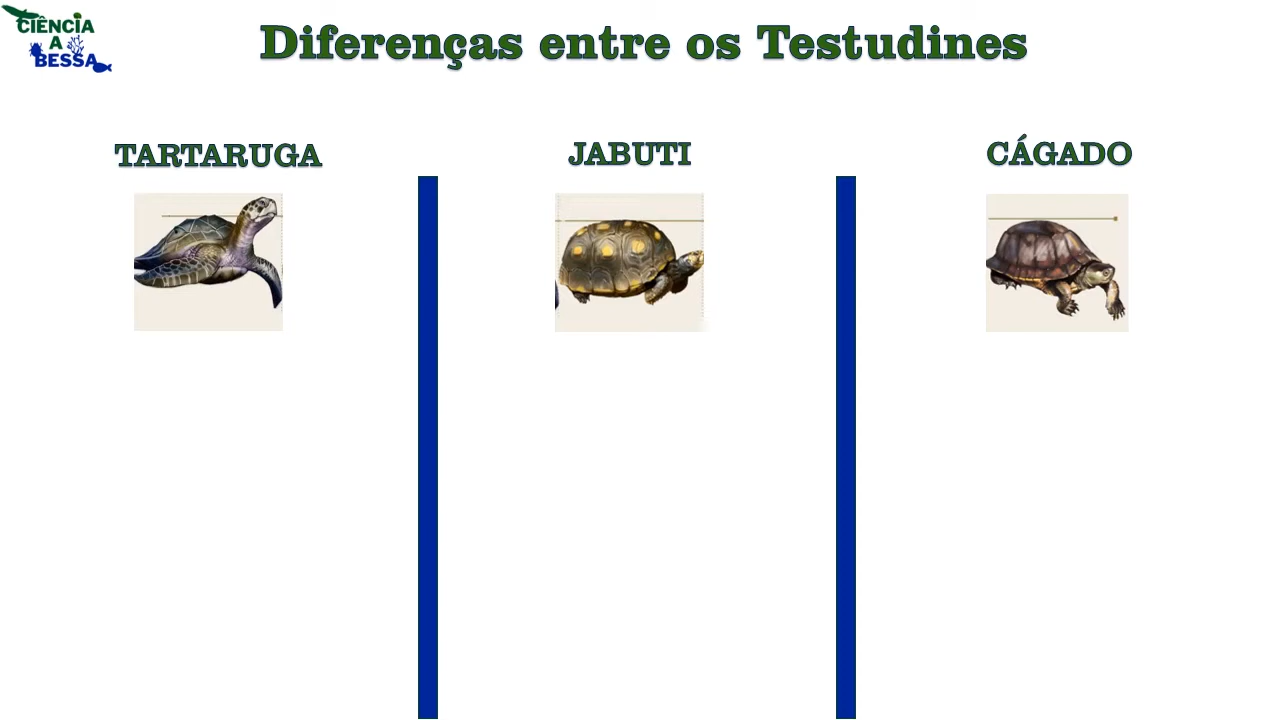 CIÊNCIA
A
BESSA
Diferenças entre os Testudines
TARTARUGA
JABUTI
CÁGADO